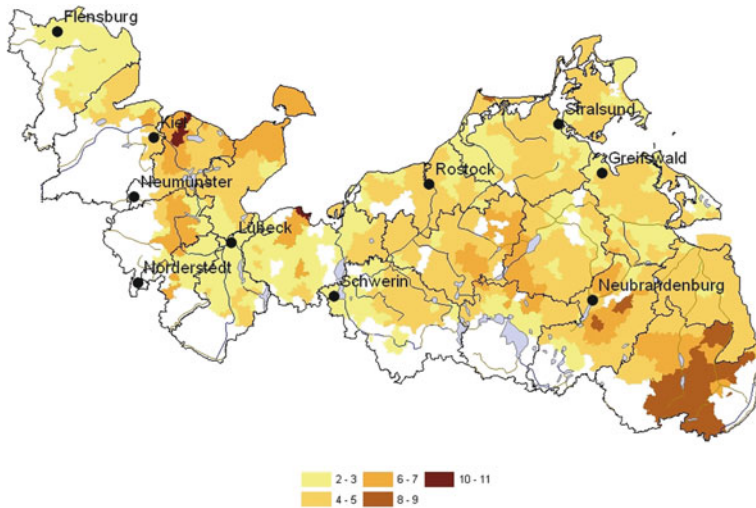 Flensburg
Kiel
Stralsund
Greifswald
Rostock
Neumünster
Lübeck
Norderstedt
Schwerin
Neubrandenburg
2 - 3
6 - 7
10 - 11
4 - 5
8 - 9